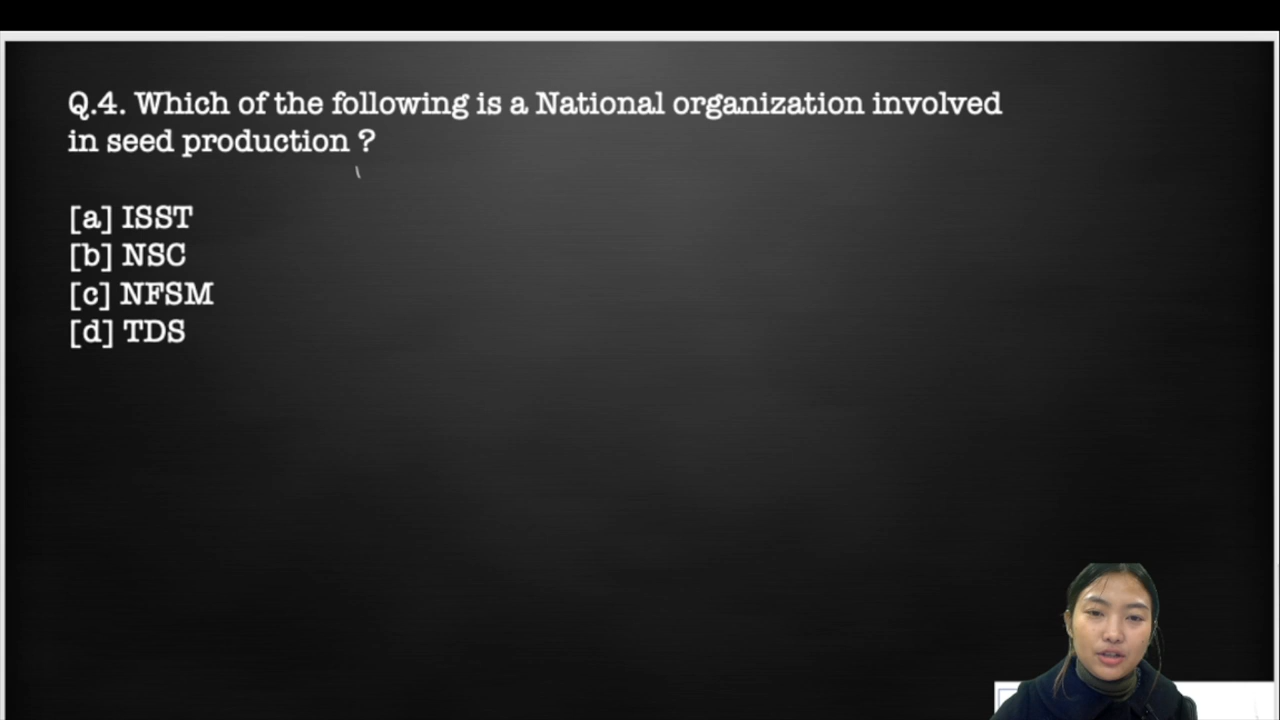 Q.4. Which of the following is a National organization involved
in seed production ?
[a] ISST
[b] NSC
[c] NFSM
[d] TDS